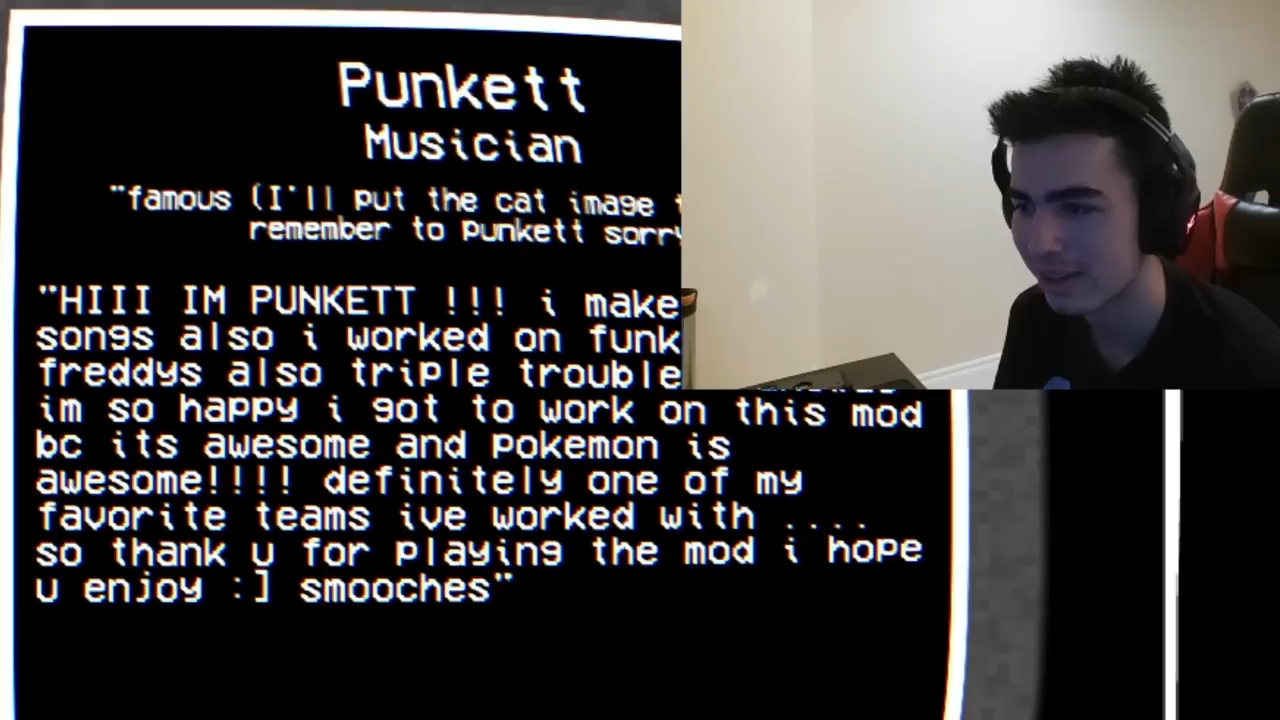 Punkett
Musician
"famous (I'll put the cat image
remember to punkett sorry
"HIII IM PUNKETT !!! i make
songs also i worked on funk
freddys also triple trouble
im so happy i got to work on this mod
bc its awesome and pokemon is
awesome!!!! definitely one of my
favorite teams ive worked with ....
so thank u for playing the mod i hope
u enjoy :] smooches"